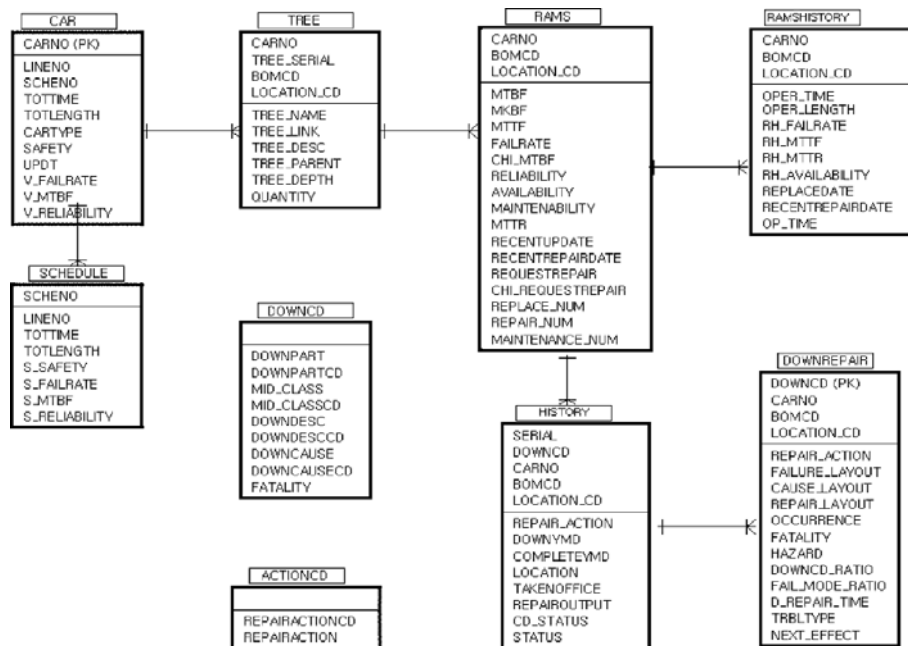 CAR
CARNO (PK)
LINENO
SCHENO
TOTTIME
TOTLENGTH
CARTYPE
SAFETY
UPDT
V_FAILRATE
V_MTBF
V_RELIABILITY
TREE
CARNO
TREE_SERIAL
BOMCD
LOCATION_CD
TREE_NAME
TREE_LINK
TREE_DESC
TREE_PARENT
TREE_DEPTH
QUANTITY
RAMS
CARNO
BOMCD
LOCATION_CD
MTBF
MKBF
MTTF
FAILRATE
CHI_MTBF
RELIABILITY
AVAILABILITY
MAINTENABILITY
MTTR
RECENTUPDATE
RECENTREPAIRDATE
REQUESTREPAIR
CHI_REQUESTREPAIR
REPLACE_NUM
REPAIR_NUM
MAINTENANCE_NUM
RAMSHISTORY
CARNO
BOMCD
LOCATION_CD
OPER_TIME
OPER_LENGTH
RH_FAILRATE
RH_MTTF
RH_MTTR
RH_AVAILABILITY
REPLACEDATE
RECENTREPAIRDATE
OP_TIME
SCHEDULE
SCHENO
LINENO
TOTTIME
TOTLENGTH
S_SAFETY
S_FAILRATE
S_MTBF
S_RELIABILITY
DOWNCD
DOWNPART
DOWNPARTCD
MID_CLASS
MID_CLASSCD
DOWNDESC
DOWNDESCCD
DOWNCAUSE
DOWNCAUSECD
FATALITY
HISTORY
SERIAL
DOWNCD
CARNO
BOMCD
LOCATION_CD
REPAIR_ACTION
DOWNYMD
COMPLETEYMD
LOCATION
TAKENOFFICE
REPAIROUTPUT
CD_STATUS
STATUS
DOWNREPAIR
DOWNCD (PK)
CARNO
BOMCD
LOCATION_CD
REPAIR_ACTION
FAILURE_LAYOUT
CAUSE_LAYOUT
REPAIR_LAYOUT
OCCURRENCE
FATALITY
HAZARD
DOWNCD_RATIO
FAIL_MODE_RATIO
D_REPAIR_TIME
TRBLTYPE
NEXT_EFFECT
ACTIONCD
REPAIRACTIONCD
REPAIRACTION